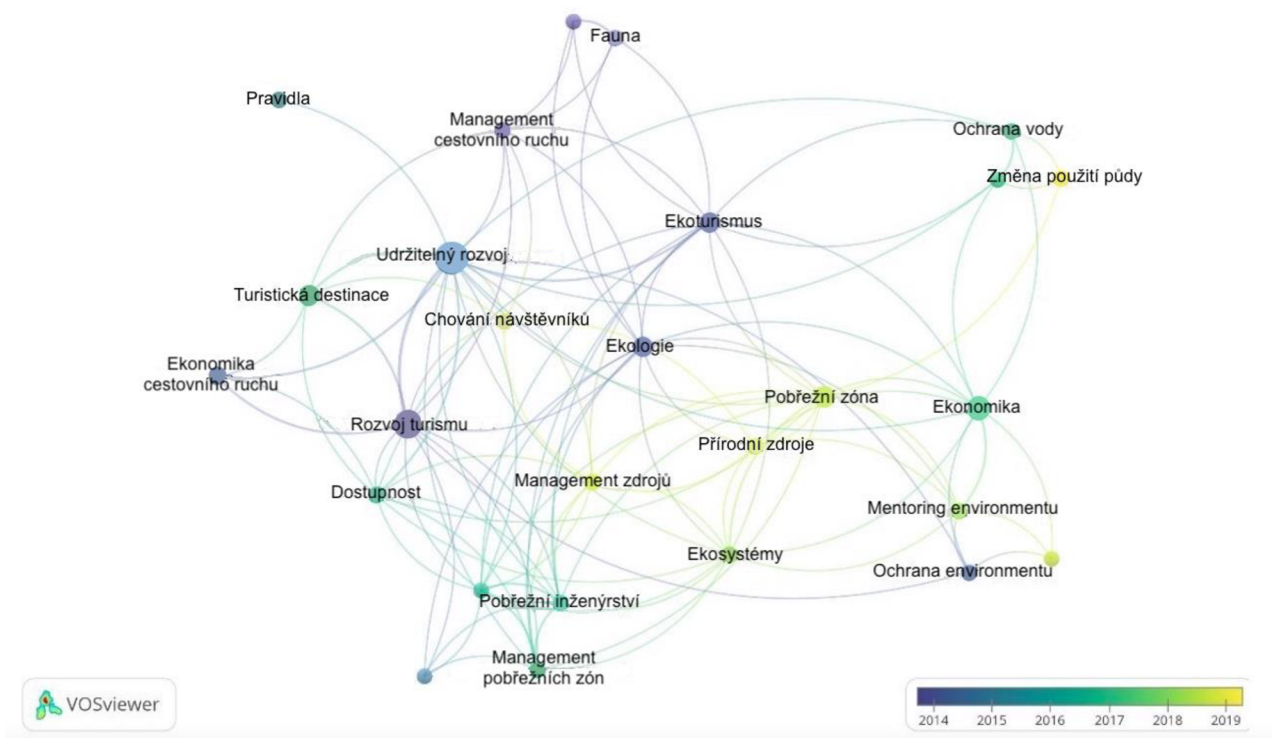 Fauna
Pravidla
Management
cestovního ruchu
Ochrana vody
Změna použití půdy
Ekoturismus
Udržitelný rozvoj
Turistická destinace
Chování návštěvníků
Ekologie
Ekonomika
cestovního ruchu
Pobřežní zóna
Ekonomika
Rozvoj turismu
Přírodní zdroje
Management zdrojů
Dostupnost
Mentoring environmentu
Ekosystémy
Ochrana environmentu
Pobřežní inženýrství
Management
pobřežních zón
VOSviewer
2014 2015 2016 2017 2018 2019